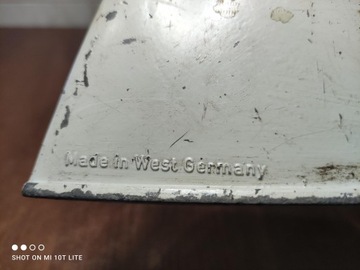 Made in West Germany
SHOT ON MI 10T LITE